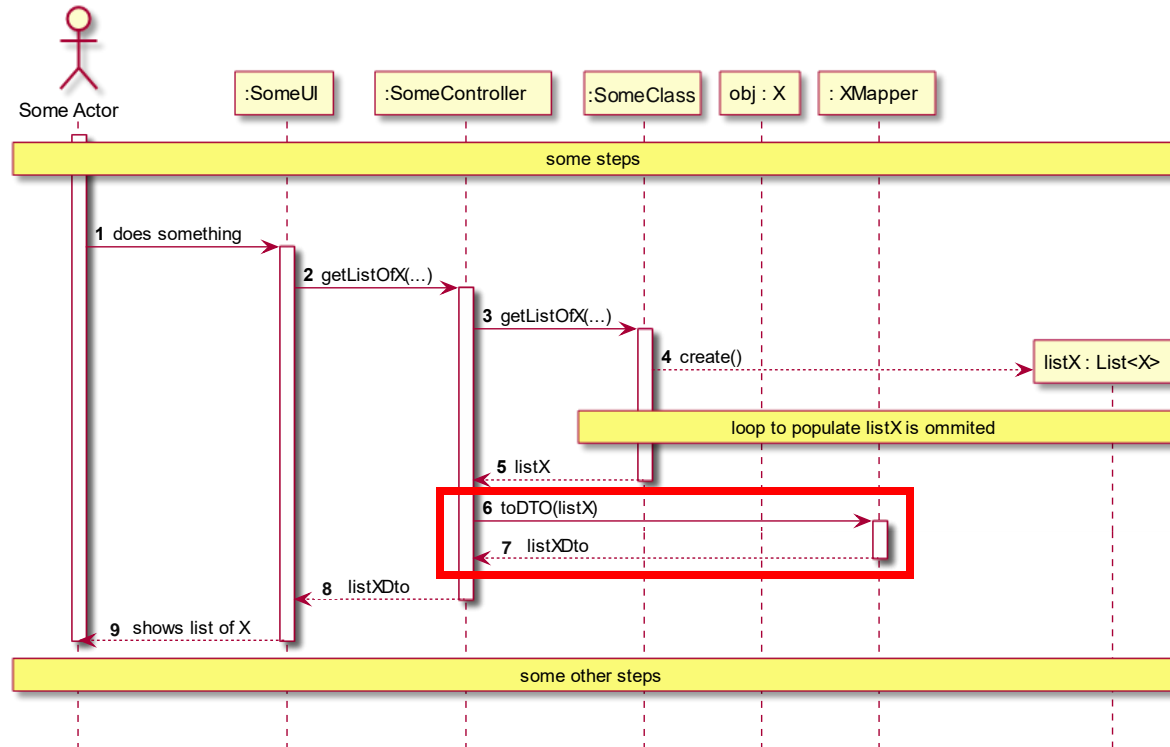 Some Actor
:SomeUI
:SomeController
:SomeClass
obj : X
: XMapper
some steps
1 does something
2 getListOfX(...)
3 getListOfX(...)
4 create()
listX : List<X>
loop to populate listX is ommited
5 listX
6 toDTO(listX)
7 listXDto
8 listXDto
9 shows list of X
some other steps